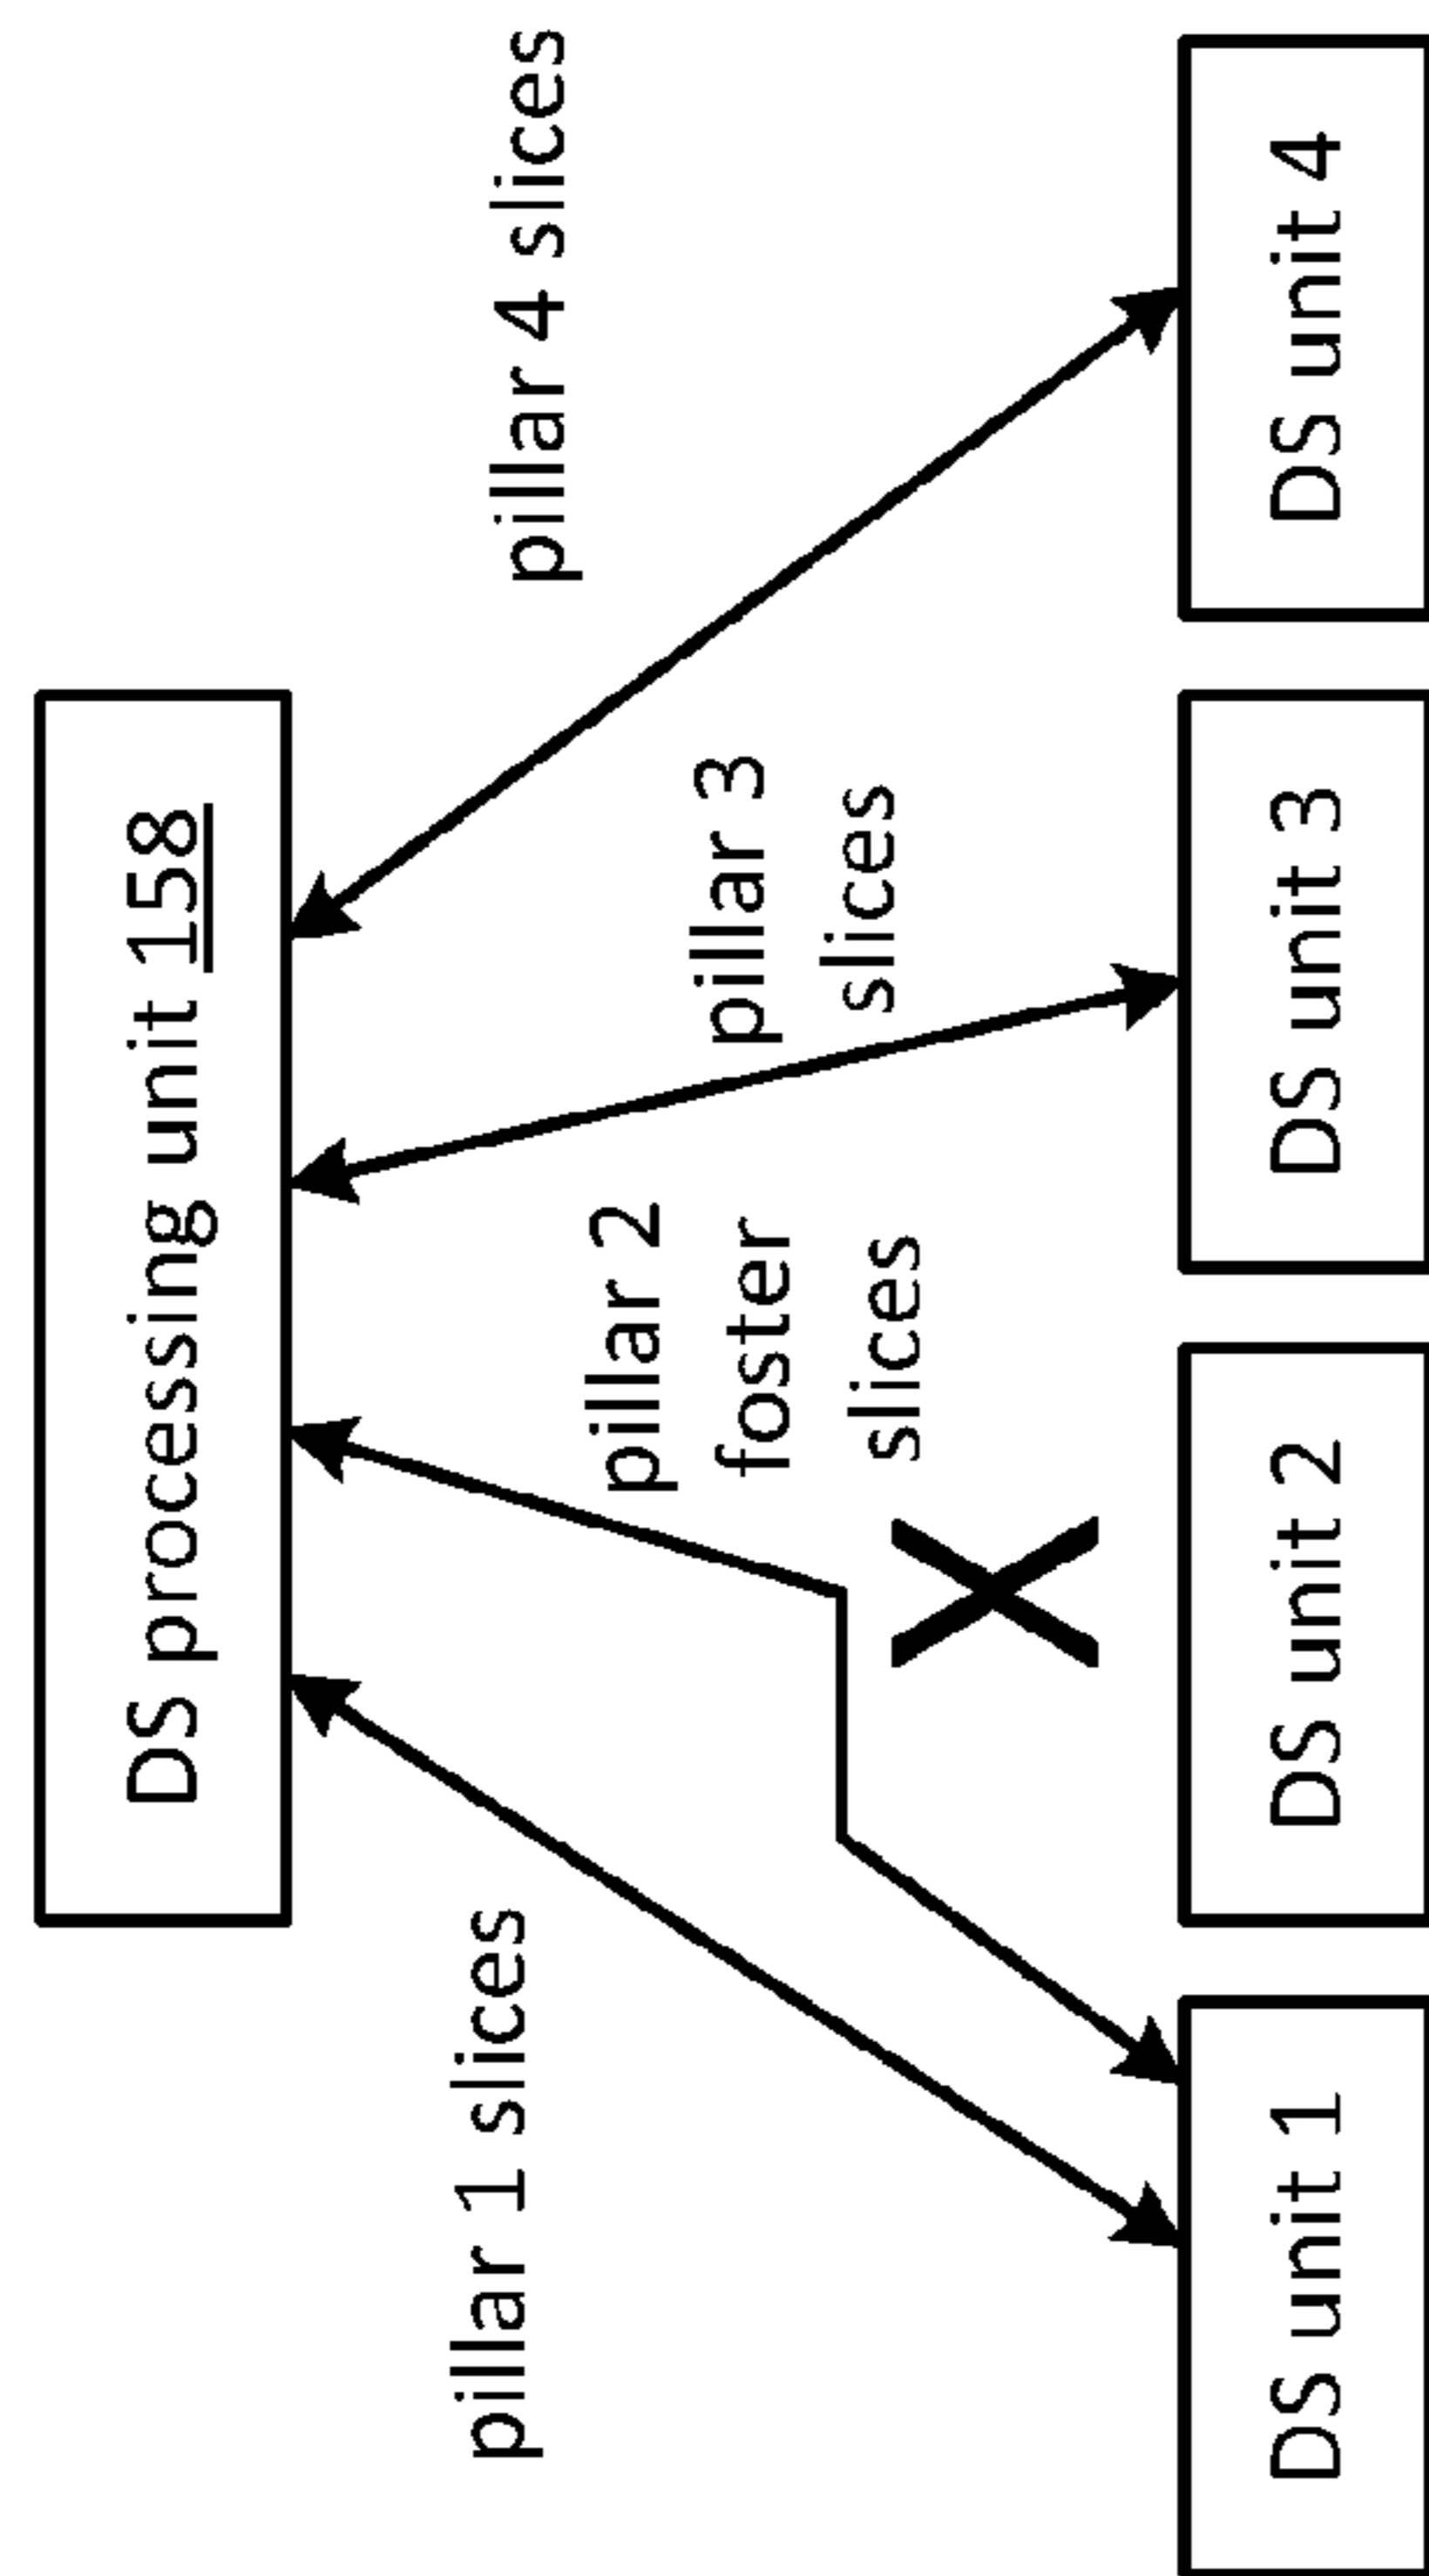 DS processing unit 158
pillar 1 slices
pillar 2
foster
slices
pillar 3
slices
pillar 4 slices
X
DS unit 1
DS unit 2
DS unit 3
DS unit 4